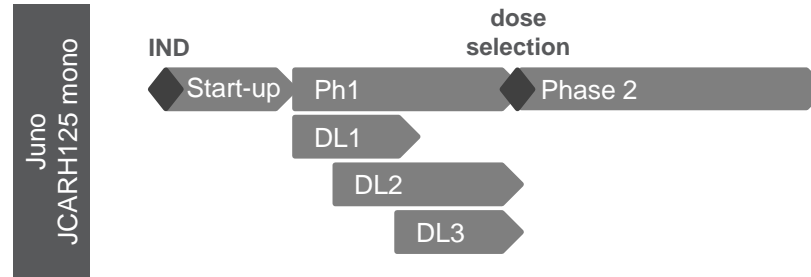 Juno
JCARH125 mono
IND
dose
selection
Start-up
Ph1
Phase 2
DL1
DL2
DL3